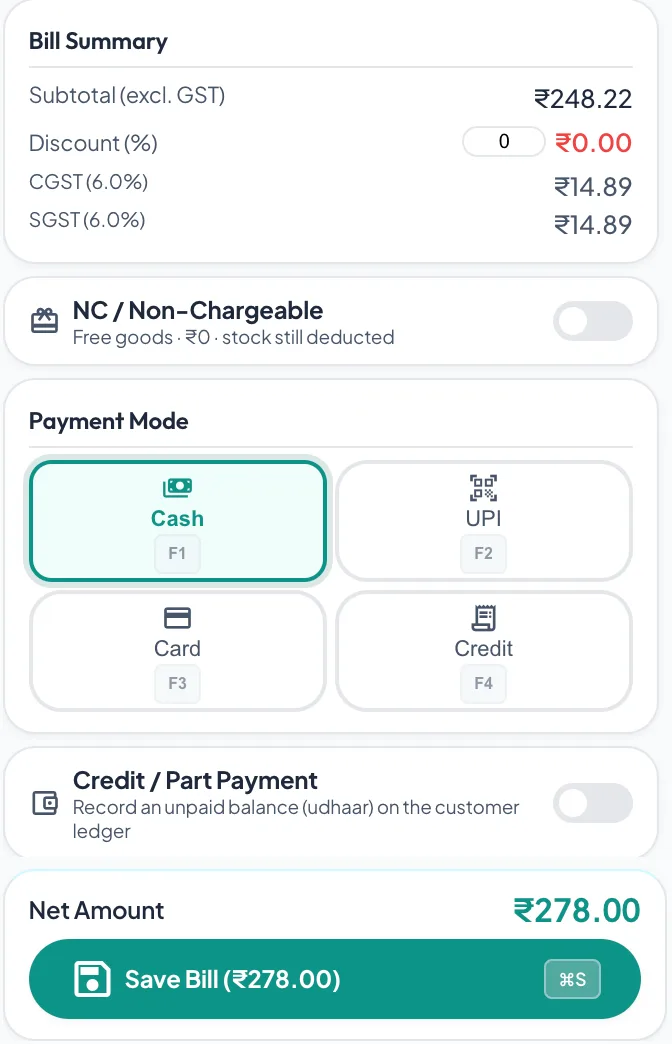 Bill Summary
Subtotal (excl. GST) ₹248.22
Discount (%) 0 ₹0.00
CGST (6.0%) ₹14.89
SGST (6.0%) ₹14.89
NC / Non-Chargeable
Free goods · ₹0 · stock still deducted
Payment Mode
Cash
F1
UPI
F2
Card
F3
Credit
F4
Credit / Part Payment
Record an unpaid balance (udhaar) on the customer
ledger
Net Amount ₹278.00
Save Bill (₹278.00) ⌘S